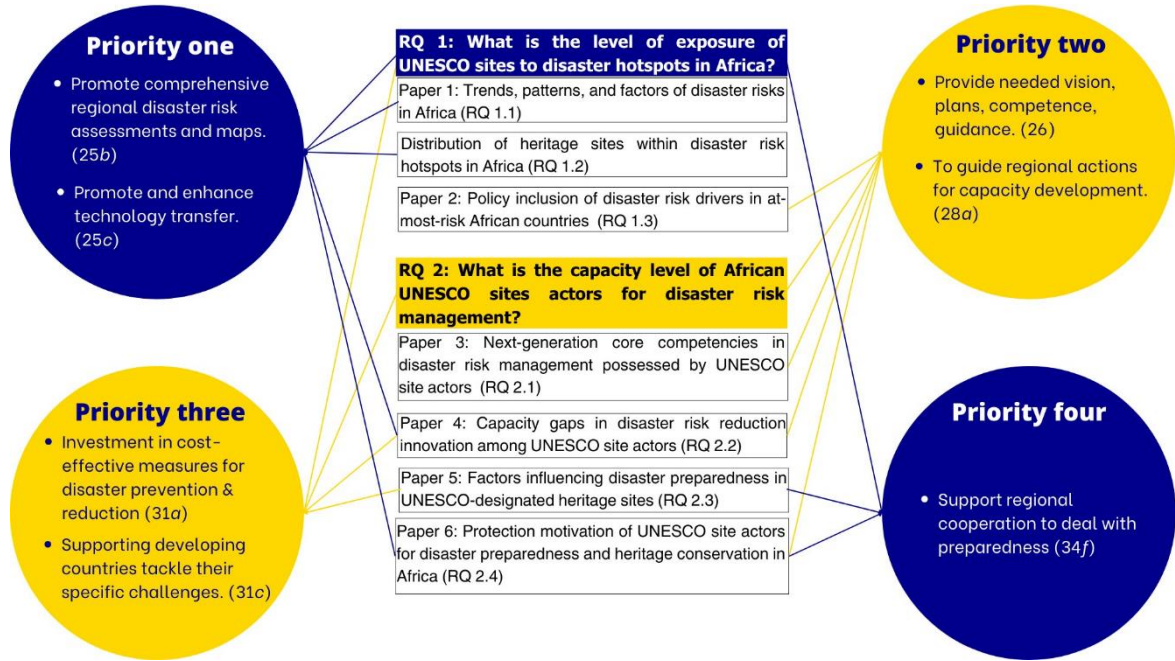 Priority one
• Promote comprehensive
regional disaster risk
assessments and maps.
(25b)
• Promote and enhance
technology transfer.
(25c)
Priority three
• Investment in cost-
effective measures for
disaster prevention &
reduction (31a)
• Supporting developing
countries tackle their
specific challenges. (31c)
RQ 1: What is the level of exposure of
UNESCO sites to disaster hotspots in Africa?
Paper 1: Trends, patterns, and factors of disaster risks
in Africa (RQ 1.1)
Distribution of heritage sites within disaster risk
hotspots in Africa (RQ 1.2)
Paper 2: Policy inclusion of disaster risk drivers in at-
most-risk African countries (RQ 1.3)
RQ 2: What is the capacity level of African
UNESCO sites actors for disaster risk
management?
Paper 3: Next-generation core competencies in
disaster risk management possessed by UNESCO
site actors (RQ 2.1)
Paper 4: Capacity gaps in disaster risk reduction
innovation among UNESCO site actors (RQ 2.2)
Paper 5: Factors influencing disaster preparedness in
UNESCO-designated heritage sites (RQ 2.3)
Paper 6: Protection motivation of UNESCO site actors
for disaster preparedness and heritage conservation in
Africa (RQ 2.4)
Priority two
• Provide needed vision,
plans, competence,
guidance. (26)
• To guide regional actions
for capacity development.
(28a)
Priority four
• Support regional
cooperation to deal with
preparedness (34f)